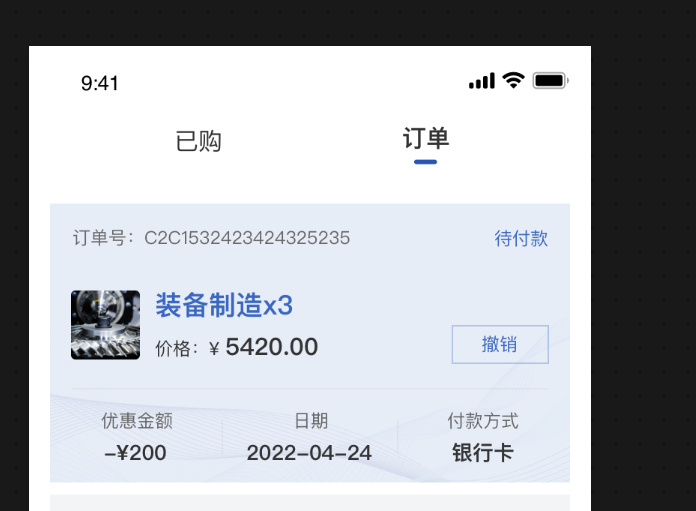 9:41
已购 订单
订单号：C2C1532423424325235 待付款
装备制造x3
价格：¥ 5420.00 撤销
优惠金额 日期 付款方式
-¥200 2022-04-24 银行卡